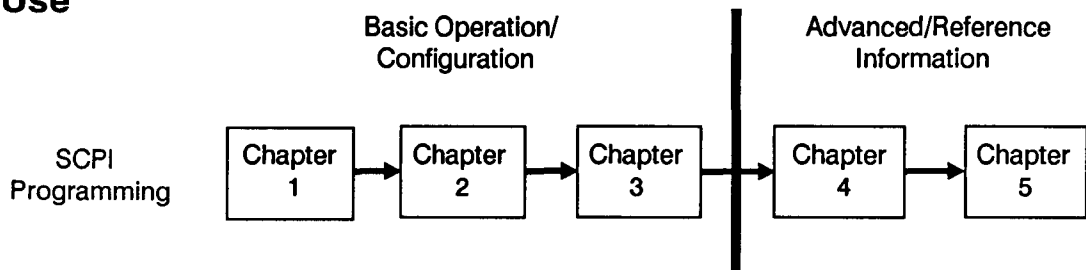 Use
Basic Operation/
Configuration
Advanced/Reference
Information
SCPI
Programming
Chapter
1
Chapter
2
Chapter
3
Chapter
4
Chapter
5